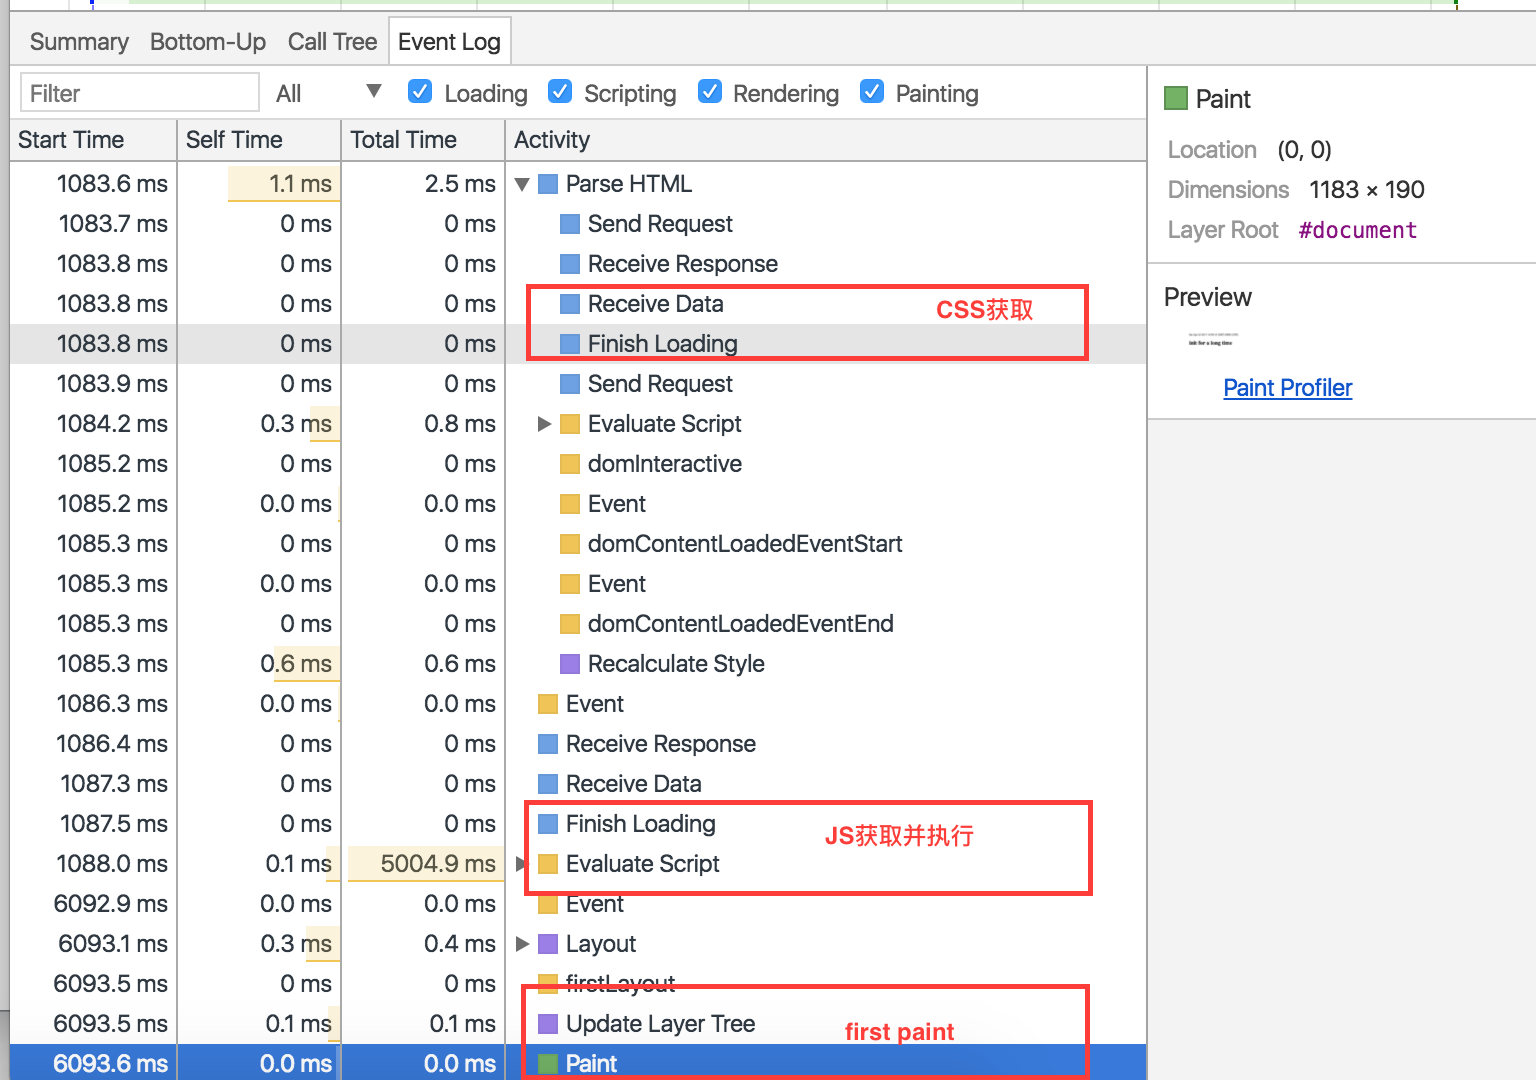 Summary Bottom-Up Call Tree Event Log
Filter All Loading Scripting Rendering Painting
Start Time Self Time Total Time Activity
1083.6 ms 1.1 ms 2.5 ms Parse HTML
1083.7 ms 0 ms 0 ms Send Request
1083.8 ms 0 ms 0 ms Receive Response
1083.8 ms 0 ms 0 ms Receive Data CSS获取
1083.8 ms 0 ms 0 ms Finish Loading
1083.9 ms 0 ms 0 ms Send Request
1084.2 ms 0.3 ms 0.8 ms Evaluate Script
1085.2 ms 0 ms 0 ms domInteractive
1085.2 ms 0.0 ms 0.0 ms Event
1085.3 ms 0 ms 0 ms domContentLoadedEventStart
1085.3 ms 0.0 ms 0.0 ms Event
1085.3 ms 0 ms 0 ms domContentLoadedEventEnd
1085.3 ms 0.6 ms 0.6 ms Recalculate Style
1086.3 ms 0.0 ms 0.0 ms Event
1086.4 ms 0 ms 0 ms Receive Response
1087.3 ms 0 ms 0 ms Receive Data
1087.5 ms 0 ms 0 ms Finish Loading JS获取并执行
1088.0 ms 0.1 ms 5004.9 ms Evaluate Script
6092.9 ms 0.0 ms 0.0 ms Event
6093.1 ms 0.3 ms 0.4 ms Layout
6093.5 ms 0 ms 0 ms firstLayout
6093.5 ms 0.1 ms 0.1 ms Update Layer Tree first paint
6093.6 ms 0.0 ms 0.0 ms Paint
Paint
Location (0, 0)
Dimensions 1183 × 190
Layer Root #document
Preview
ink for a long time
Paint Profiler